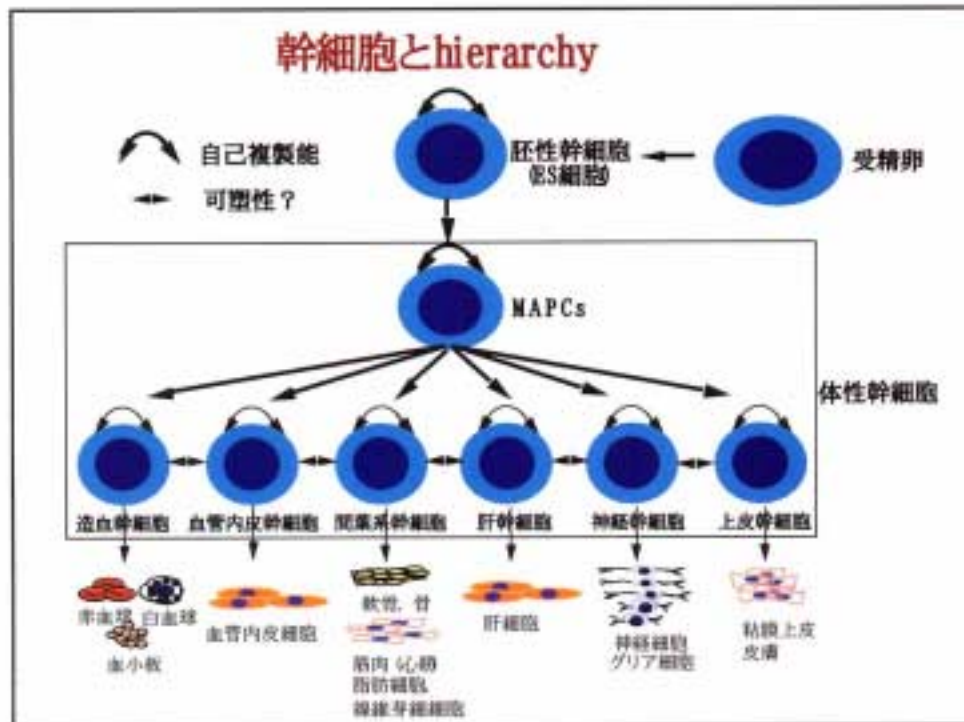 幹細胞とhierarchy
自己複製能
可塑性？
胚性幹細胞
(ES細胞)
受精卵
MAPCs
体性幹細胞
造血幹細胞
血管内皮幹細胞
間葉系幹細胞
肝幹細胞
神経幹細胞
上皮幹細胞
赤血球
白血球
血小板
血管内皮細胞
軟骨，骨
筋肉（心筋）
脂肪細胞
線維芽細細胞
肝細胞
神経細胞
グリア細胞
粘膜上皮
皮膚